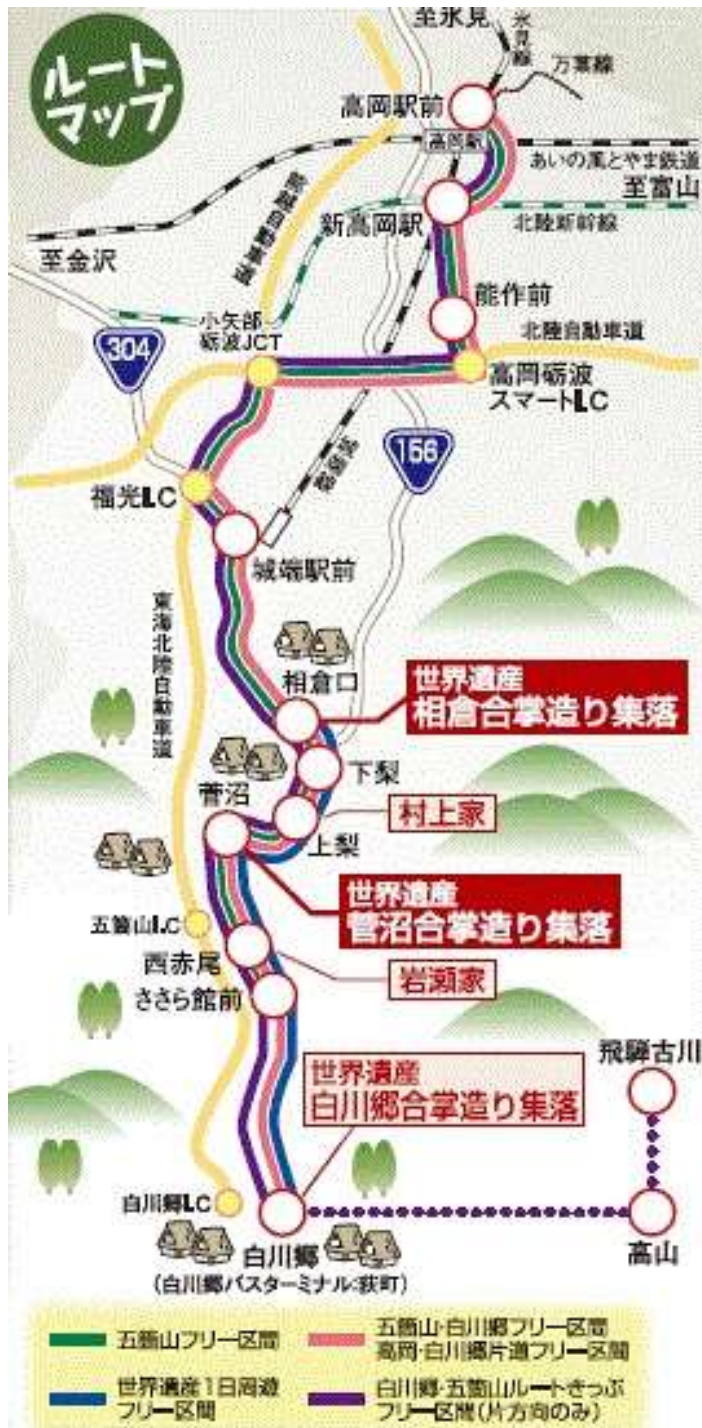 ルート
マップ
至氷見
氷見線
万葉線
高岡駅前
高岡駅
あいの風とやま鉄道
至富山
新高岡駅
北陸新幹線
能越自動車道
至金沢
能作前
小矢部
砺波JCT
北陸自動車道
304
高岡砺波
スマートI.C
156
福光I.C
城端線
城端駅前
東海北陸自動車道
相倉口
世界遺産
相倉合掌造り集落
下梨
菅沼
村上家
上梨
世界遺産
菅沼合掌造り集落
五箇山I.C
西赤尾
岩瀬家
ささら館前
飛騨古川
世界遺産
白川郷合掌造り集落
白川郷I.C
白川郷
(白川郷バスターミナル:荻町)
高山
五箇山フリー区間
五箇山・白川郷フリー区間
高岡・白川郷片道フリー区間
世界遺産1日周遊
フリー区間
白川郷・五箇山ルートきっぷ
フリー区間(片方向のみ)